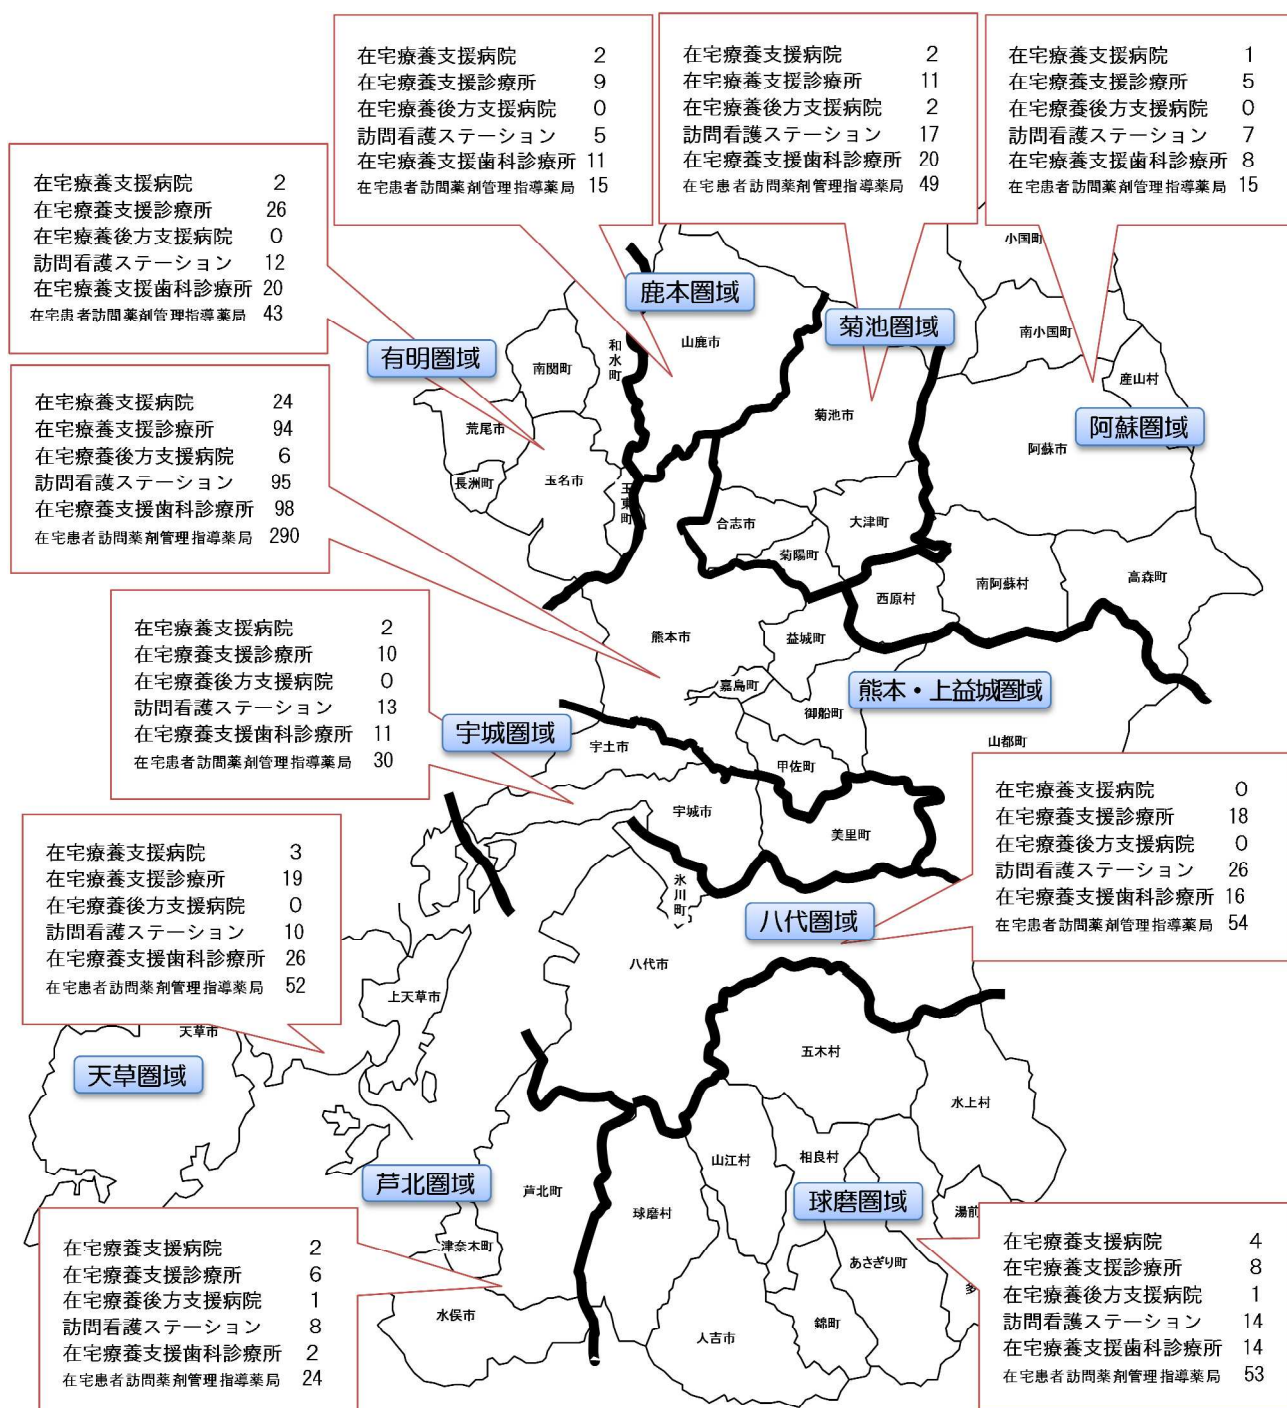 在宅療養支援病院 2
在宅療養支援診療所 9
在宅療養後方支援病院 0
訪問看護ステーション 5
在宅療養支援歯科診療所 11
在宅患者訪問薬剤管理指導薬局 15
在宅療養支援病院 2
在宅療養支援診療所 11
在宅療養後方支援病院 2
訪問看護ステーション 17
在宅療養支援歯科診療所 20
在宅患者訪問薬剤管理指導薬局 49
在宅療養支援病院 1
在宅療養支援診療所 5
在宅療養後方支援病院 0
訪問看護ステーション 7
在宅療養支援歯科診療所 8
在宅患者訪問薬剤管理指導薬局 15
在宅療養支援病院 2
在宅療養支援診療所 26
在宅療養後方支援病院 0
訪問看護ステーション 12
在宅療養支援歯科診療所 20
在宅患者訪問薬剤管理指導薬局 43
小国町
鹿本圏域
菊池圏域
南小国町
山鹿市
和水町
有明圏域
南関町
産山村
在宅療養支援病院 24
在宅療養支援診療所 94
在宅療養後方支援病院 6
訪問看護ステーション 95
在宅療養支援歯科診療所 98
在宅患者訪問薬剤管理指導薬局 290
菊池市
荒尾市
阿蘇圏域
阿蘇市
長洲町
玉名市
玉東町
合志市
大津町
菊陽町
西原村
南阿蘇村
高森町
在宅療養支援病院 2
在宅療養支援診療所 10
在宅療養後方支援病院 0
訪問看護ステーション 13
在宅療養支援歯科診療所 11
在宅患者訪問薬剤管理指導薬局 30
熊本市
益城町
嘉島町
熊本・上益城圏域
御船町
宇城圏域
宇土市
山都町
甲佐町
宇城市
美里町
在宅療養支援病院 0
在宅療養支援診療所 18
在宅療養後方支援病院 0
訪問看護ステーション 26
在宅療養支援歯科診療所 16
在宅患者訪問薬剤管理指導薬局 54
在宅療養支援病院 3
在宅療養支援診療所 19
在宅療養後方支援病院 0
訪問看護ステーション 10
在宅療養支援歯科診療所 26
在宅患者訪問薬剤管理指導薬局 52
氷川町
八代圏域
八代市
上天草市
天草市
天草圏域
五木村
水上村
山江村
相良村
芦北圏域
芦北町
球磨村
球磨圏域
湯前
津奈木町
あさぎり町
水俣市
人吉市
錦町
在宅療養支援病院 2
在宅療養支援診療所 6
在宅療養後方支援病院 1
訪問看護ステーション 8
在宅療養支援歯科診療所 2
在宅患者訪問薬剤管理指導薬局 24
在宅療養支援病院 4
在宅療養支援診療所 8
在宅療養後方支援病院 1
訪問看護ステーション 14
在宅療養支援歯科診療所 14
在宅患者訪問薬剤管理指導薬局 53